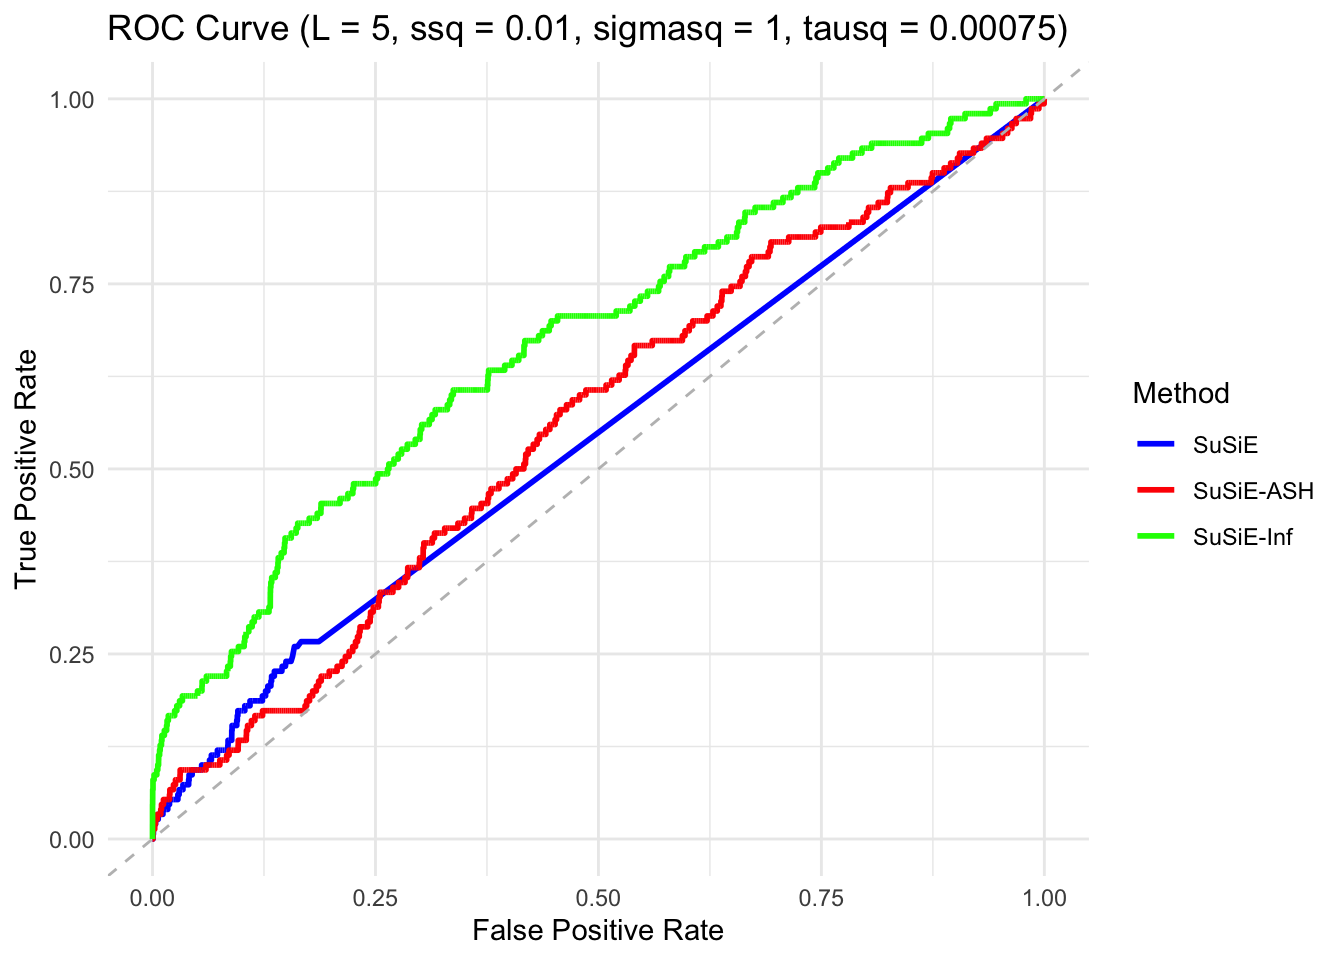 ROC Curve (L = 5, ssq = 0.01, sigmasq = 1, tausq = 0.00075)
True Positive Rate
1.00
0.75
0.50
0.25
0.00
0.00 0.25 0.50 0.75 1.00
False Positive Rate
Method
SuSiE
SuSiE-ASH
SuSiE-Inf